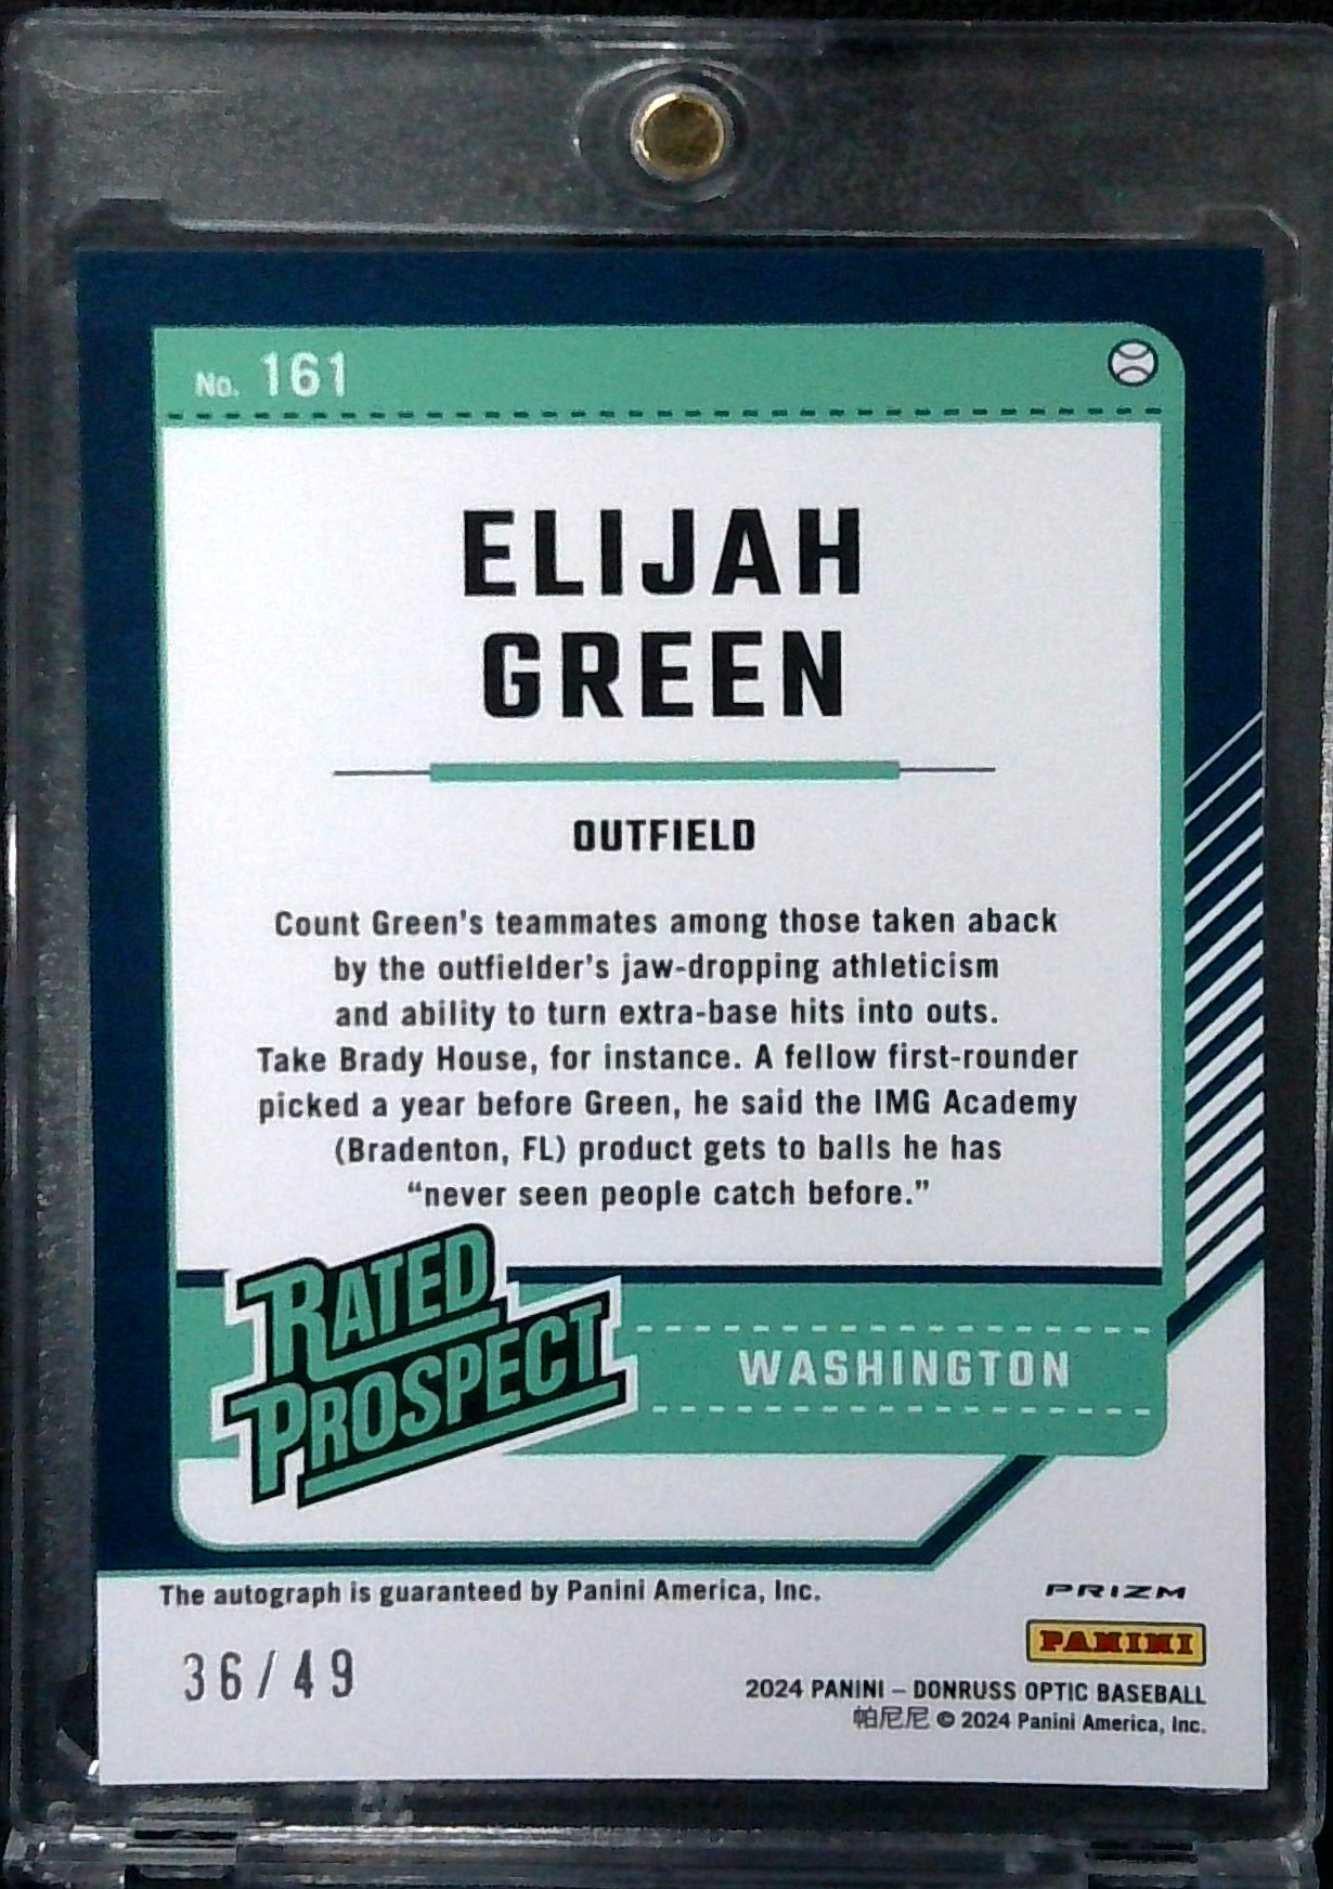 No. 161
ELIJAH
GREEN
OUTFIELD
Count Green's teammates among those taken aback
by the outfielder's jaw-dropping athleticism
and ability to turn extra-base hits into outs.
Take Brady House, for instance. A fellow first-rounder
picked a year before Green, he said the IMG Academy
(Bradenton, FL) product gets to balls he has
“never seen people catch before.”
RATED
PROSPECT
WASHINGTON
The autograph is guaranteed by Panini America, Inc.
PRIZM
36/49
PANINI
2024 PANINI – DONRUSS OPTIC BASEBALL
帕尼尼 © 2024 Panini America, Inc.